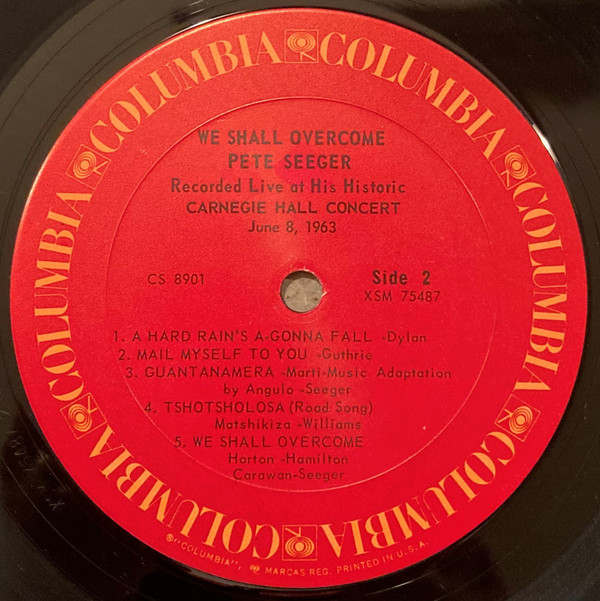 COLUMBIA COLUMBIA COLUMBIA COLUMBIA COLUMBIA COLUMBIA
WE SHALL OVERCOME
PETE SEEGER
Recorded Live at His Historic
CARNEGIE HALL CONCERT
June 8, 1963
CS 8901 Side 2
XSM 75487
1. A HARD RAIN'S A-GONNA FALL -Dylan
2. MAIL MYSELF TO YOU -Guthrie
3. GUANTANAMERA -Marti-Music Adaptation
by Angulo -Seeger
4. TSHOTSHOLOSA (Road Song)
Matshikiza -Williams
5. WE SHALL OVERCOME
Horton -Hamilton
Carawan-Seeger
®"COLUMBIA", MARCAS REG. PRINTED IN U.S.A.